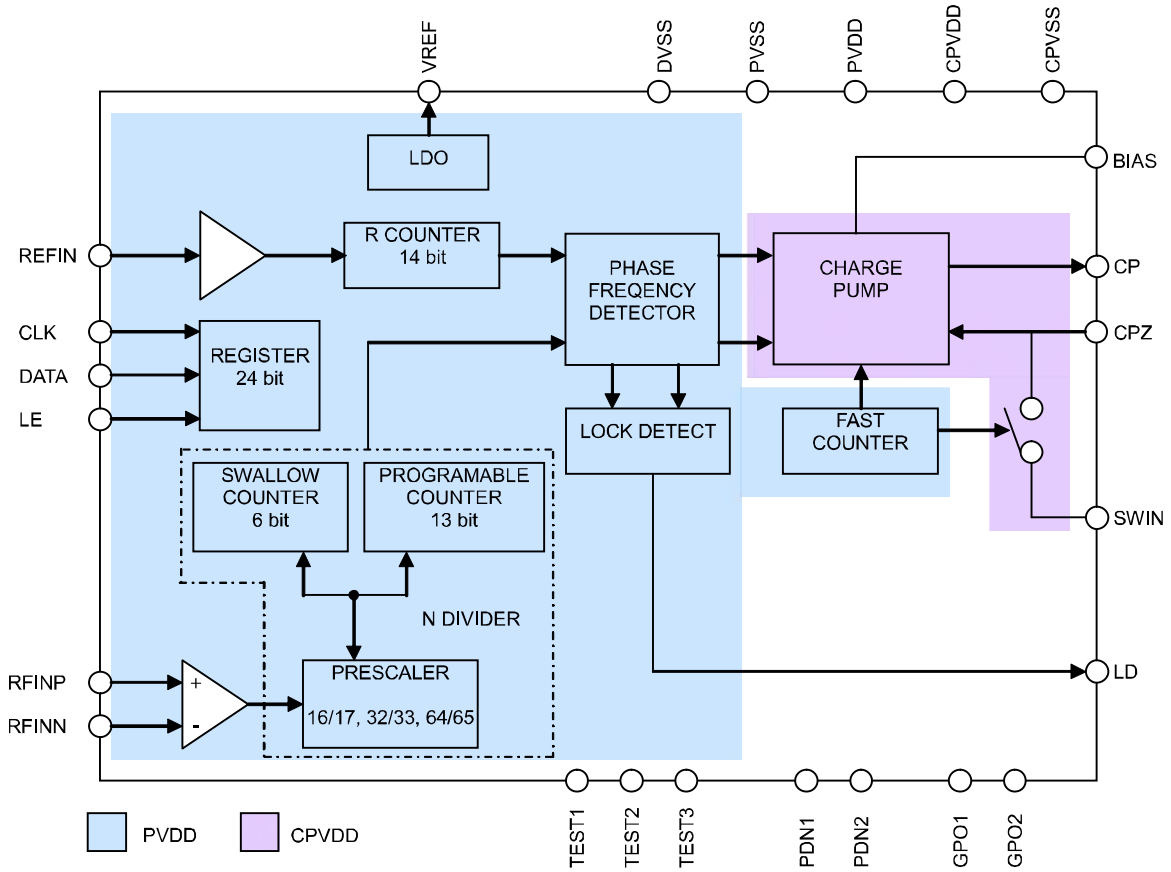 VREF
DVSS
PVSS
PVDD
CPVDD
CPVSS
LDO
BIAS
REFIN
R COUNTER
14 bit
PHASE
FREQENCY
DETECTOR
CHARGE
PUMP
CP
CLK
DATA
LE
REGISTER
24 bit
CPZ
LOCK DETECT
FAST
COUNTER
SWALLOW
COUNTER
6 bit
PROGRAMABLE
COUNTER
13 bit
SWIN
N DIVIDER
RFINP
RFINN
+
-
PRESCALER
16/17, 32/33, 64/65
LD
TEST1
TEST2
TEST3
PDN1
PDN2
GPO1
GPO2
PVDD
CPVDD